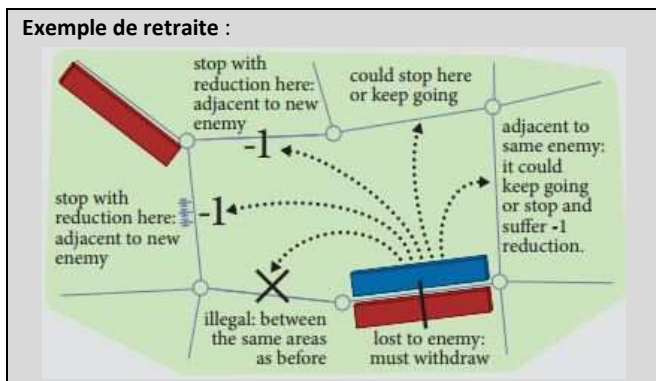 Exemple de retraite :
stop with
reduction here:
adjacent to new
enemy
-1
could stop here
or keep going
adjacent to
same enemy:
it could
keep going
or stop and
suffer -1
reduction.
stop with
reduction here:
adjacent to new
enemy
-1
illegal: between
the same areas
as before
lost to enemy:
must withdraw